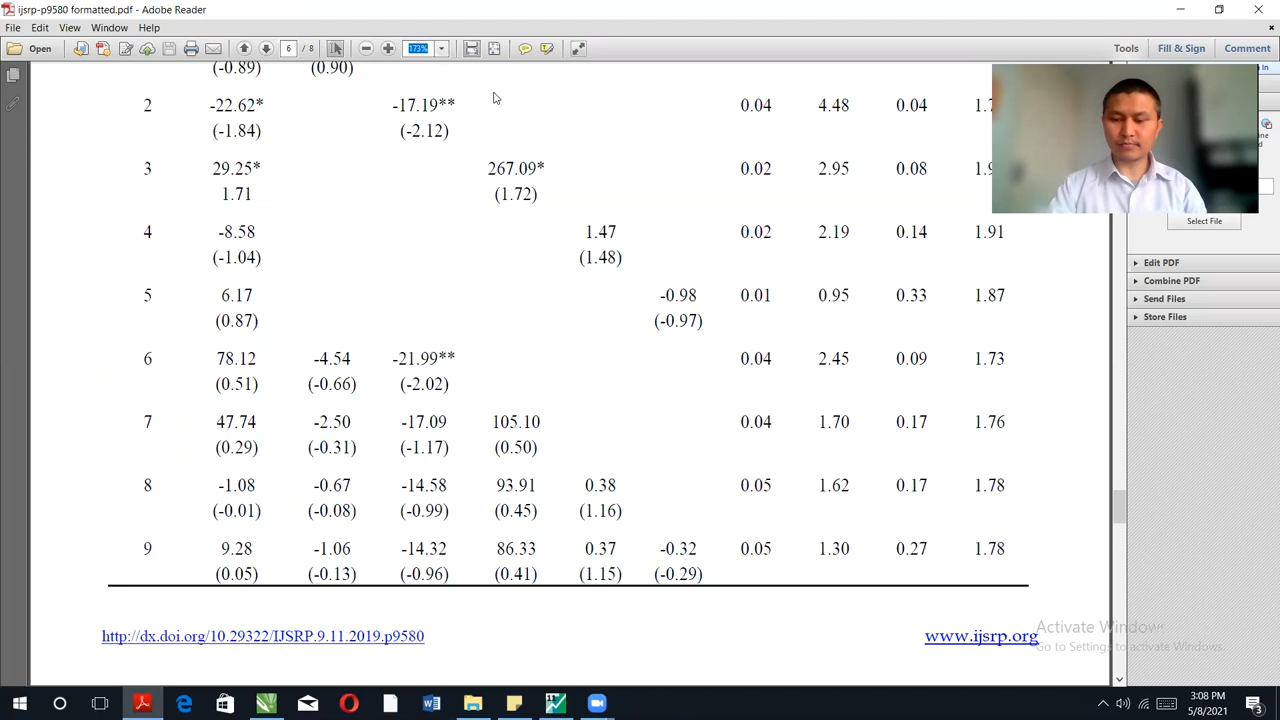 ijsrp-p9580 formatted.pdf - Adobe Reader
File Edit View Window Help
Open 6 / 8 173% Tools Fill & Sign Comment
(-0.89) (0.90)
2 -22.62* -17.19** 0.04 4.48 0.04
(-1.84) (-2.12)
3 29.25* 267.09* 0.02 2.95 0.08
1.71 (1.72)
Select File
4 -8.58 1.47 0.02 2.19 0.14 1.91
(-1.04) (1.48)
Edit PDF
Combine PDF
5 6.17 -0.98 0.01 0.95 0.33 1.87
Send Files
(0.87) (-0.97)
Store Files
6 78.12 -4.54 -21.99** 0.04 2.45 0.09 1.73
(0.51) (-0.66) (-2.02)
7 47.74 -2.50 -17.09 105.10 0.04 1.70 0.17 1.76
(0.29) (-0.31) (-1.17) (0.50)
8 -1.08 -0.67 -14.58 93.91 0.38 0.05 1.62 0.17 1.78
(-0.01) (-0.08) (-0.99) (0.45) (1.16)
9 9.28 -1.06 -14.32 86.33 0.37 -0.32 0.05 1.30 0.27 1.78
(0.05) (-0.13) (-0.96) (0.41) (1.15) (-0.29)
http://dx.doi.org/10.29322/IJSRP.9.11.2019.p9580 www.ijsrp.org
Activate Windows
Go to Settings to activate Windows.
3:08 PM
5/8/2021